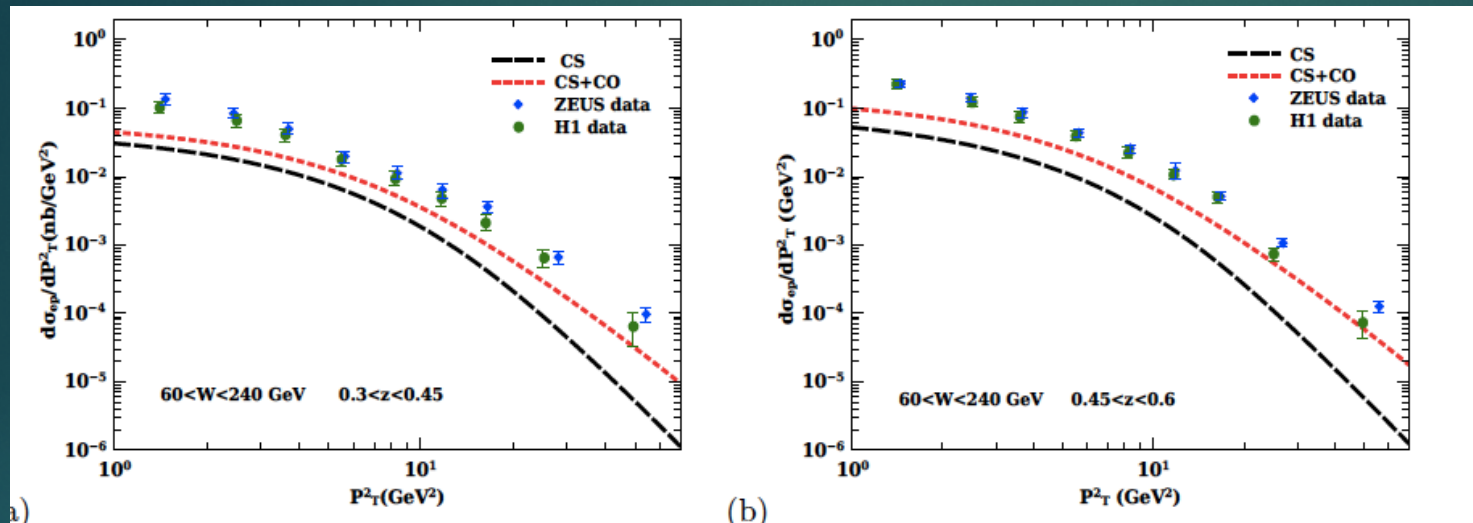 10⁰
10⁻¹
10⁻²
10⁻³
10⁻⁴
10⁻⁵
10⁻⁶
dσₑₚ/dP²_T(nb/GeV²)
CS
CS+CO
ZEUS data
H1 data
60<W<240 GeV 0.3<z<0.45
10⁰ 10¹
P²_T(GeV²)
a)
10⁰
10⁻¹
10⁻²
10⁻³
10⁻⁴
10⁻⁵
10⁻⁶
dσₑₚ/dP²_T (GeV²)
CS
CS+CO
ZEUS data
H1 data
60<W<240 GeV 0.45<z<0.6
10⁰ 10¹
P²_T (GeV²)
(b)